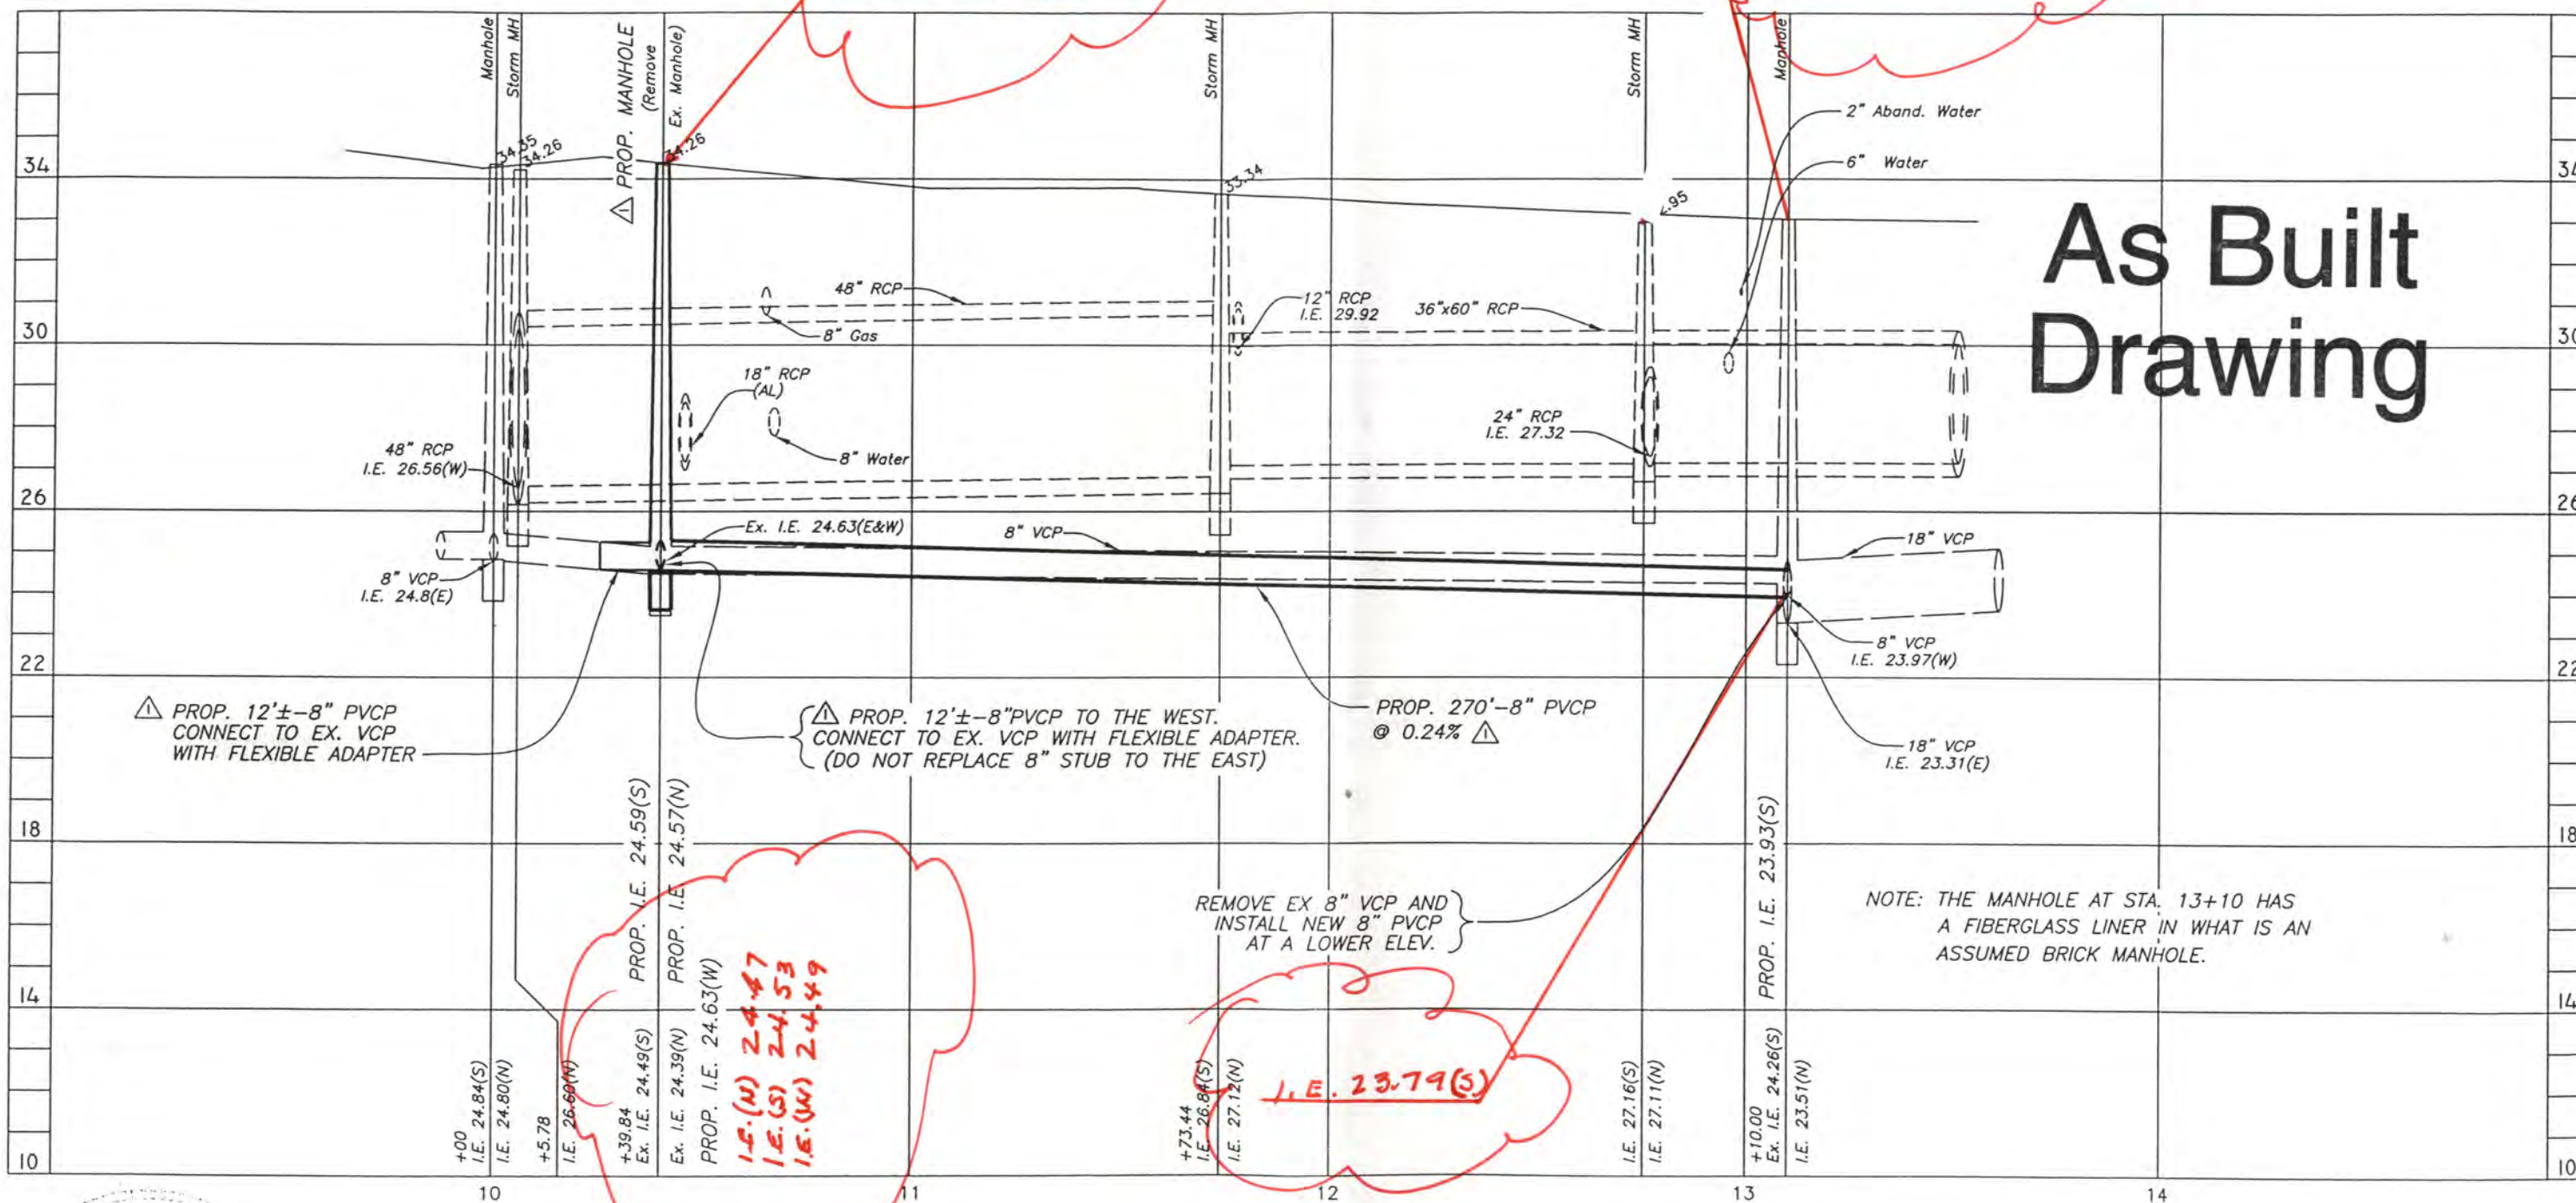 Manhole
Storm MH
PROP. MANHOLE
(Remove
Ex. Manhole)
Storm MH
Storm MH
Manhole
2" Aband. Water
6" Water
34.35
34.26
34.26
33.34
.95
34
34
As Built
Drawing
48" RCP
8" Gas
12" RCP
I.E. 29.92
36"x60" RCP
30
30
18" RCP
(AL)
8" Water
24" RCP
I.E. 27.32
48" RCP
I.E. 26.56(W)
26
26
Ex. I.E. 24.63(E&W)
8" VCP
18" VCP
8" VCP
I.E. 24.8(E)
8" VCP
I.E. 23.97(W)
22
22
1 PROP. 12'±-8" PVCP
CONNECT TO EX. VCP
WITH FLEXIBLE ADAPTER
1 PROP. 12'±-8"PVCP TO THE WEST.
CONNECT TO EX. VCP WITH FLEXIBLE ADAPTER.
(DO NOT REPLACE 8" STUB TO THE EAST)
PROP. 270'-8" PVCP
@ 0.24% 1
18" VCP
I.E. 23.31(E)
18
18
REMOVE EX 8" VCP AND
INSTALL NEW 8" PVCP
AT A LOWER ELEV.
NOTE: THE MANHOLE AT STA. 13+10 HAS
A FIBERGLASS LINER IN WHAT IS AN
ASSUMED BRICK MANHOLE.
14
14
+00
I.E. 24.84(S)
I.E. 24.80(N)
+5.78
I.E. 26.60(N)
+39.84
Ex. I.E. 24.49(S) PROP. I.E. 24.59(S)
Ex. I.E. 24.39(N) PROP. I.E. 24.57(N)
PROP. I.E. 24.63(W)
I.E.(N) 24.47
I.E.(S) 24.53
I.E.(W) 24.49
+73.44
I.E. 26.84(S)
I.E. 27.12(N)
I.E. 23.79(S)
I.E. 27.16(S)
I.E. 27.11(N)
+10.00
Ex. I.E. 24.26(S) PROP. I.E. 23.93(S)
I.E. 23.51(N)
10
10
10
11
12
13
14